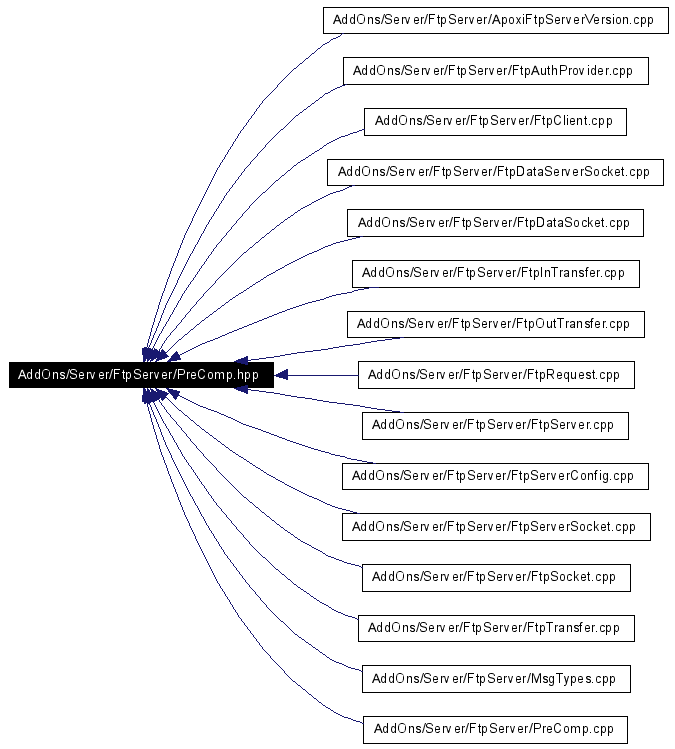 AddOns/Server/FtpServer/ApoxiFtpServerVersion.cpp
AddOns/Server/FtpServer/FtpAuthProvider.cpp
AddOns/Server/FtpServer/FtpClient.cpp
AddOns/Server/FtpServer/FtpDataServerSocket.cpp
AddOns/Server/FtpServer/FtpDataSocket.cpp
AddOns/Server/FtpServer/FtpInTransfer.cpp
AddOns/Server/FtpServer/FtpOutTransfer.cpp
AddOns/Server/FtpServer/PreComp.hpp
AddOns/Server/FtpServer/FtpRequest.cpp
AddOns/Server/FtpServer/FtpServer.cpp
AddOns/Server/FtpServer/FtpServerConfig.cpp
AddOns/Server/FtpServer/FtpServerSocket.cpp
AddOns/Server/FtpServer/FtpSocket.cpp
AddOns/Server/FtpServer/FtpTransfer.cpp
AddOns/Server/FtpServer/MsgTypes.cpp
AddOns/Server/FtpServer/PreComp.cpp